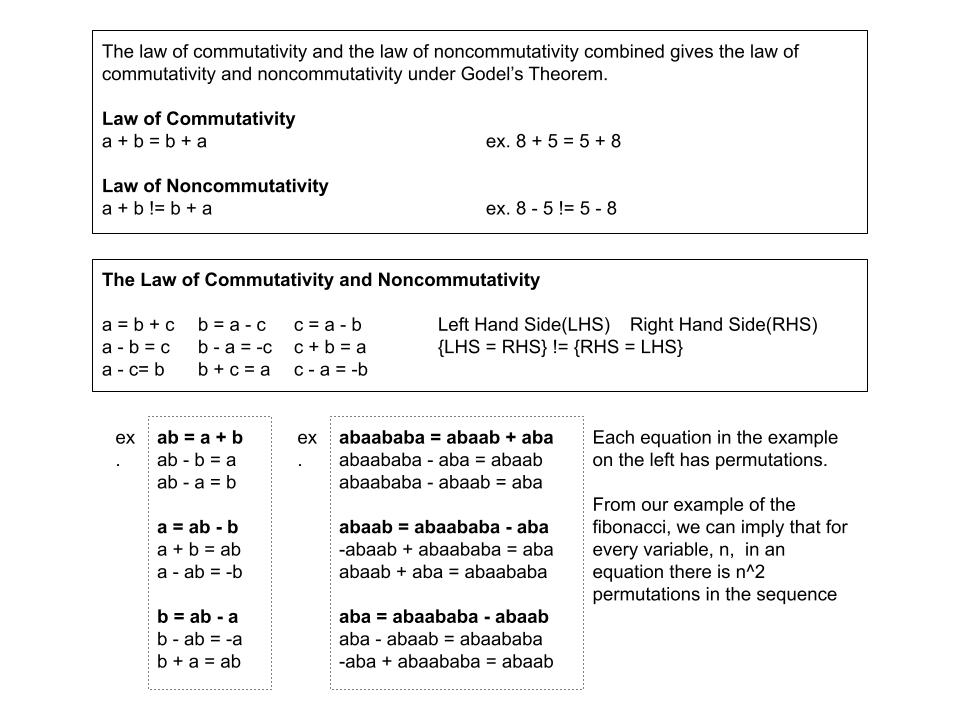 The law of commutativity and the law of noncommutativity combined gives the law of
commutativity and noncommutativity under Godel's Theorem.
Law of Commutativity
a + b = b + a ex. 8 + 5 = 5 + 8
Law of Noncommutativity
a + b != b + a ex. 8 - 5 != 5 - 8
The Law of Commutativity and Noncommutativity
a = b + c b = a - c c = a - b Left Hand Side(LHS) Right Hand Side(RHS)
a - b = c b - a = -c c + b = a {LHS = RHS} != {RHS = LHS}
a - c= b b + c = a c - a = -b
ex
.
ab = a + b
ab - b = a
ab - a = b
a = ab - b
a + b = ab
a - ab = -b
b = ab - a
b - ab = -a
b + a = ab
ex
.
abaababa = abaab + aba
abaababa - aba = abaab
abaababa - abaab = aba
abaab = abaababa - aba
-abaab + abaababa = aba
abaab + aba = abaababa
aba = abaababa - abaab
aba - abaab = abaababa
-aba + abaababa = abaab
Each equation in the example
on the left has permutations.
From our example of the
fibonacci, we can imply that for
every variable, n, in an
equation there is n^2
permutations in the sequence